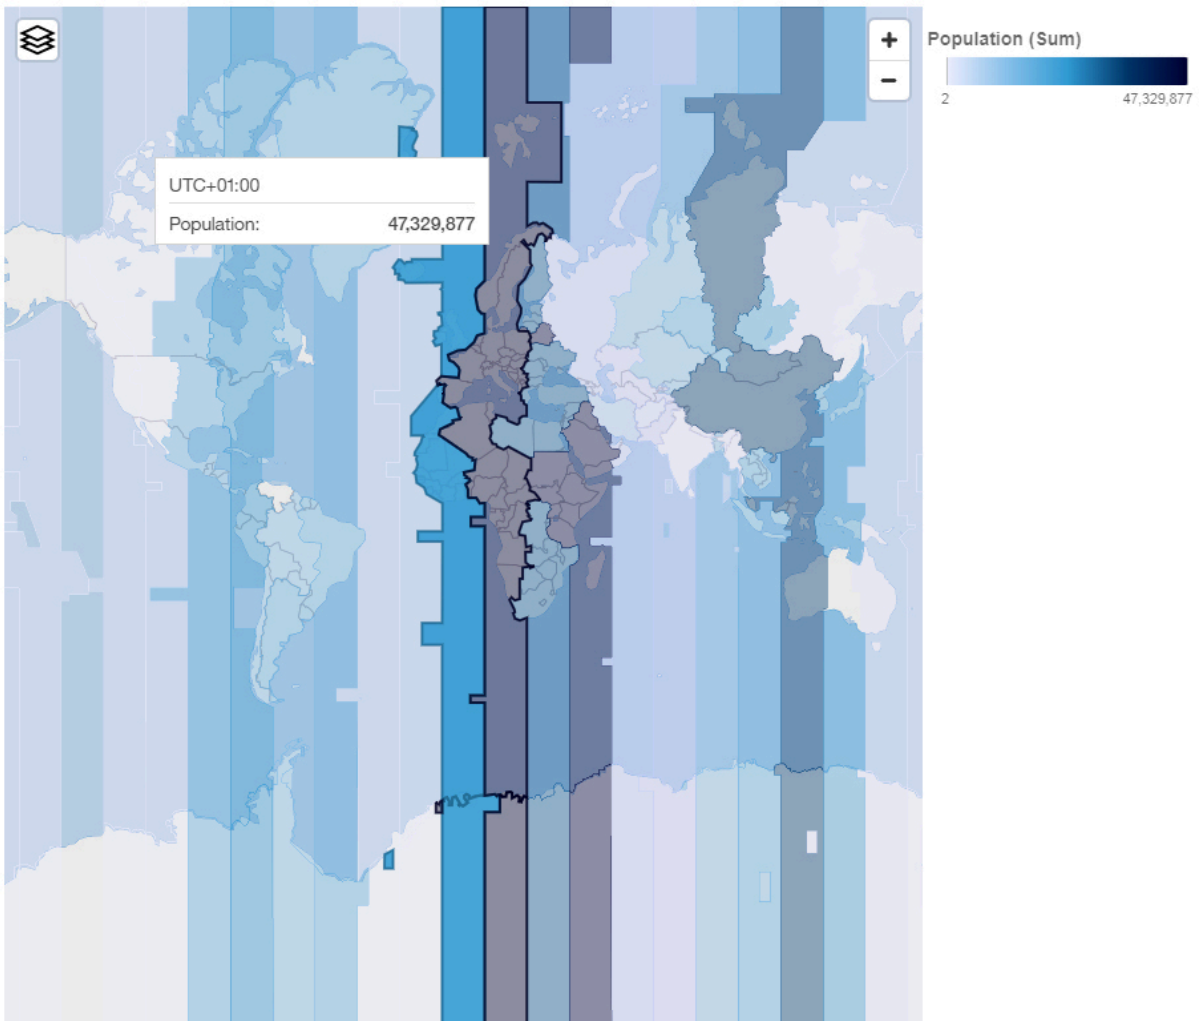 UTC+01:00
Population: 47,329,877
+
−
Population (Sum)
2 47,329,877